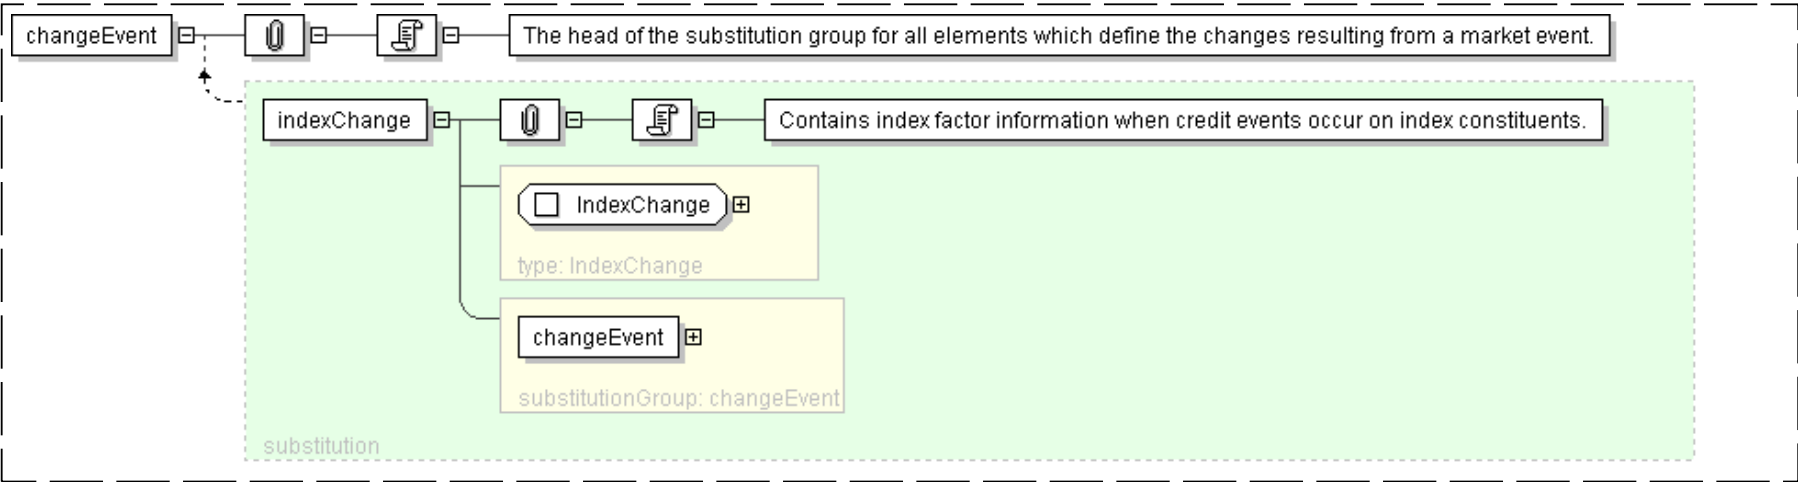 changeEvent
The head of the substitution group for all elements which define the changes resulting from a market event.
indexChange
Contains index factor information when credit events occur on index constituents.
IndexChange
type: IndexChange
changeEvent
substitutionGroup: changeEvent
substitution